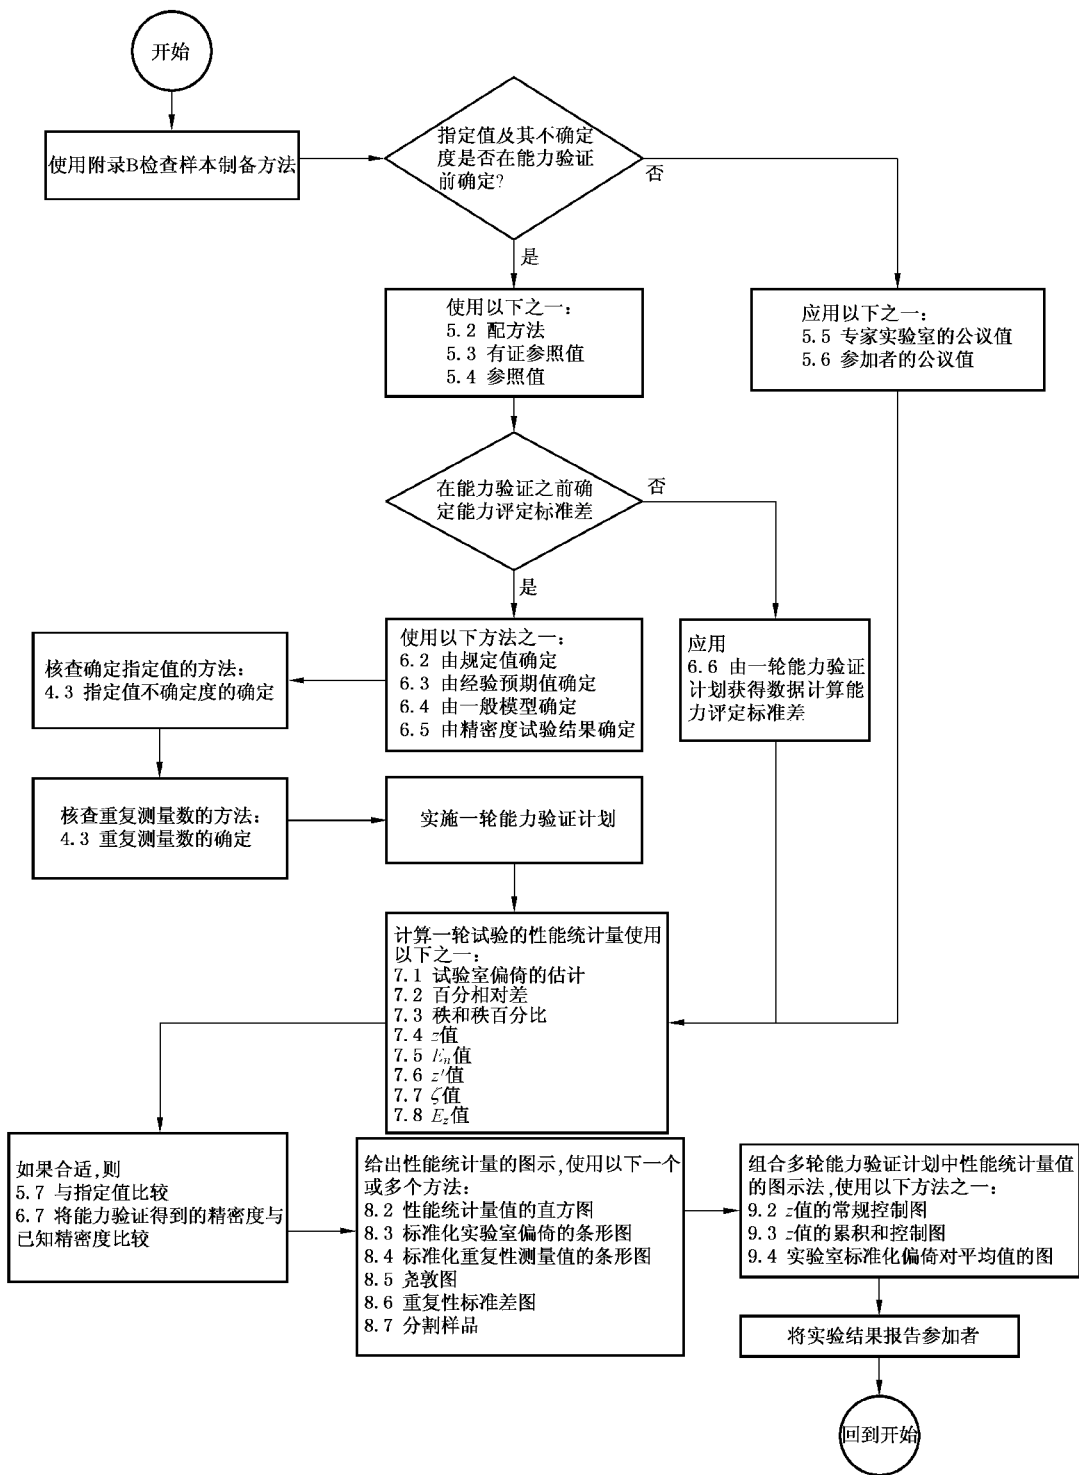 开始
使用附录B检查样本制备方法
指定值及其不确定
度是否在能力验证
前确定?
否
是
使用以下之一:
5.2 配方法
5.3 有证参照值
5.4 参照值
应用以下之一:
5.5 专家实验室的公议值
5.6 参加者的公议值
在能力验证之前确
定能力评定标准差
否
是
使用以下方法之一:
6.2 由规定值确定
6.3 由经验预期值确定
6.4 由一般模型确定
6.5 由精密度试验结果确定
应用
6.6 由一轮能力验证
计划获得数据计算能
力评定标准差
核查确定指定值的方法:
4.3 指定值不确定度的确定
核查重复测量数的方法:
4.3 重复测量数的确定
实施一轮能力验证计划
计算一轮试验的性能统计量使用
以下之一:
7.1 试验室偏倚的估计
7.2 百分相对差
7.3 秩和秩百分比
7.4 z值
7.5 En值
7.6 z′值
7.7 ζ值
7.8 Ez值
如果合适,则
5.7 与指定值比较
6.7 将能力验证得到的精密度与
已知精密度比较
给出性能统计量的图示,使用以下一个
或多个方法:
8.2 性能统计量值的直方图
8.3 标准化实验室偏倚的条形图
8.4 标准化重复性测量值的条形图
8.5 尧敦图
8.6 重复性标准差图
8.7 分割样品
组合多轮能力验证计划中性能统计量值
的图示法,使用以下方法之一:
9.2 z值的常规控制图
9.3 z值的累积和控制图
9.4 实验室标准化偏倚对平均值的图
将实验结果报告参加者
回到开始